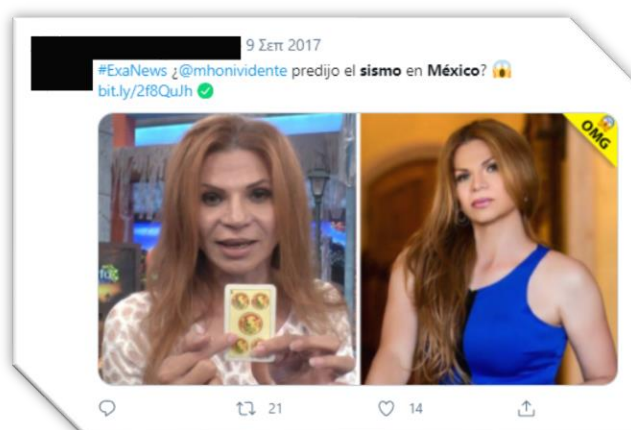 9 Σεπ 2017
#ExaNews ¿@mhonividente predijo el sismo en México? 😱
bit.ly/2f8QuJh ✅
OMG
21 14